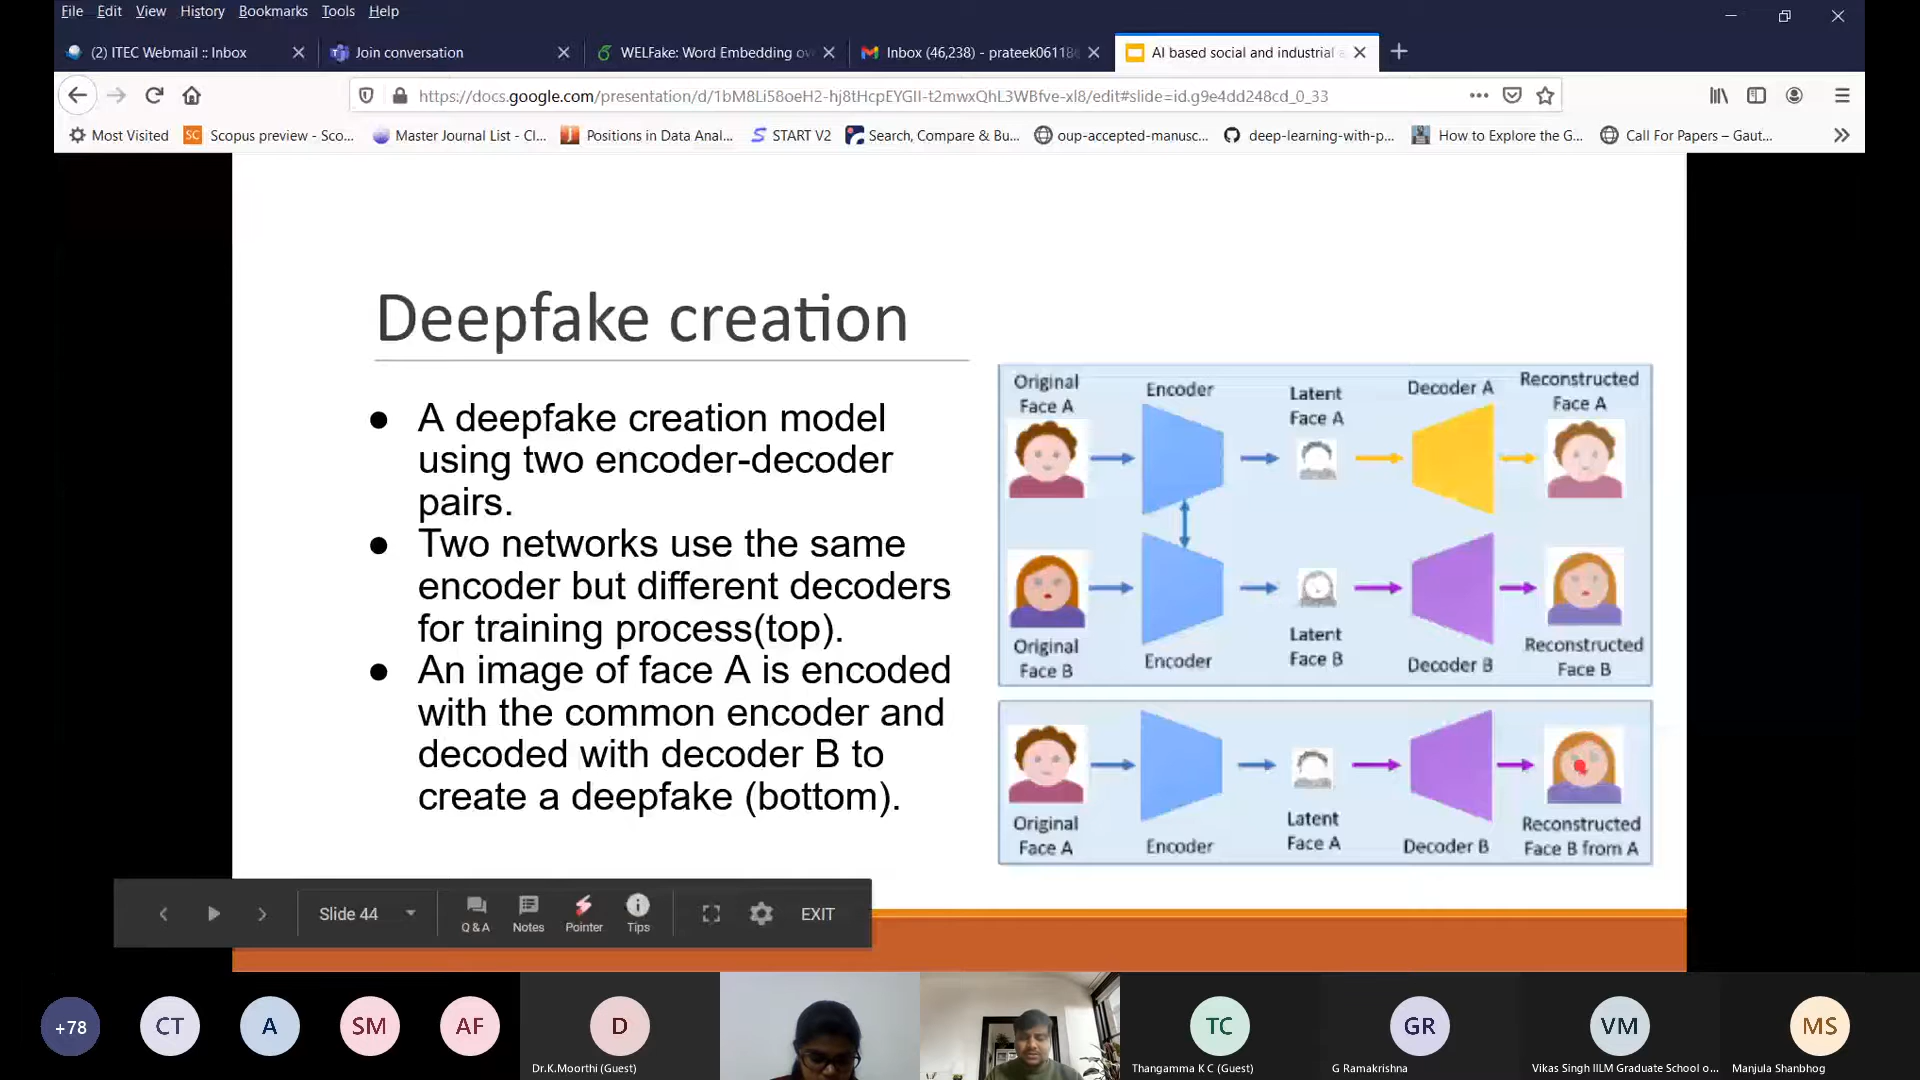 File Edit View History Bookmarks Tools Help
(2) ITEC Webmail :: Inbox
Join conversation
WELFake: Word Embedding ov
Inbox (46,238) - prateek06118
AI based social and industrial a
https://docs.google.com/presentation/d/1bM8Li58oeH2-hj8tHcpEYGII-t2mwxQhL3WBfve-xl8/edit#slide=id.g9e4dd248cd_0_33
Most Visited
SC Scopus preview - Sco...
Master Journal List - Cl...
Positions in Data Anal...
START V2
Search, Compare & Bu...
oup-accepted-manusc...
deep-learning-with-p...
How to Explore the G...
Call For Papers – Gaut...
Deepfake creation
● A deepfake creation model
using two encoder-decoder
pairs.
● Two networks use the same
encoder but different decoders
for training process(top).
● An image of face A is encoded
with the common encoder and
decoded with decoder B to
create a deepfake (bottom).
Original
Face A
Encoder
Latent
Face A
Decoder A
Reconstructed
Face A
Original
Face B
Encoder
Latent
Face B
Decoder B
Reconstructed
Face B
Original
Face A
Encoder
Latent
Face A
Decoder B
Reconstructed
Face B from A
Slide 44
Q & A
Notes
Pointer
Tips
EXIT
+78
CT
A
SM
AF
D
Dr.K.Moorthi (Guest)
TC
Thangamma K C (Guest)
GR
G Ramakrishna
VM
Vikas Singh IILM Graduate School o...
MS
Manjula Shanbhog